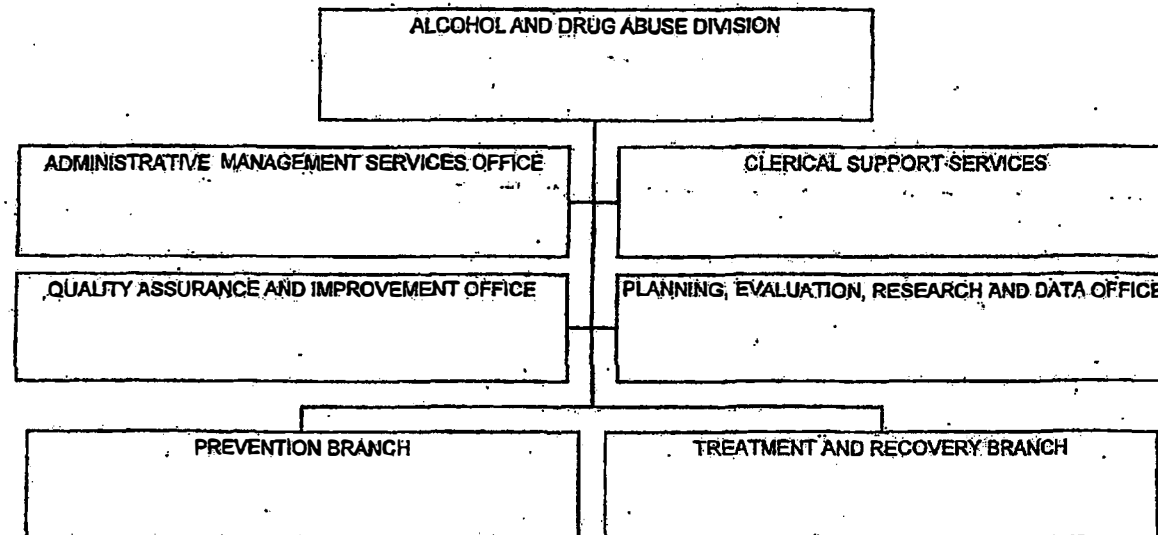 ALCOHOL AND DRUG ABUSE DIVISION
ADMINISTRATIVE MANAGEMENT SERVICES OFFICE
CLERICAL SUPPORT SERVICES
QUALITY ASSURANCE AND IMPROVEMENT OFFICE
PLANNING, EVALUATION, RESEARCH AND DATA OFFICE
PREVENTION BRANCH
TREATMENT AND RECOVERY BRANCH